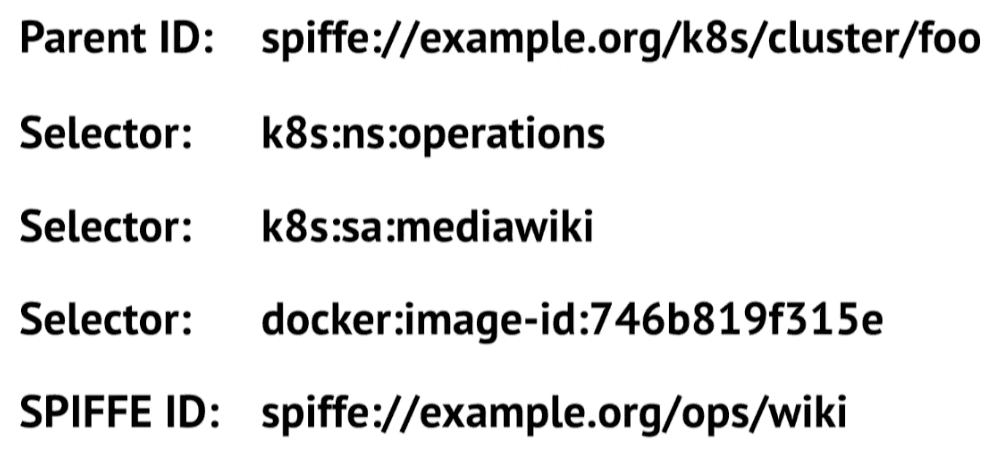 Parent ID: spiffe://example.org/k8s/cluster/foo
Selector: k8s:ns:operations
Selector: k8s:sa:mediawiki
Selector: docker:image-id:746b819f315e
SPIFFE ID: spiffe://example.org/ops/wiki